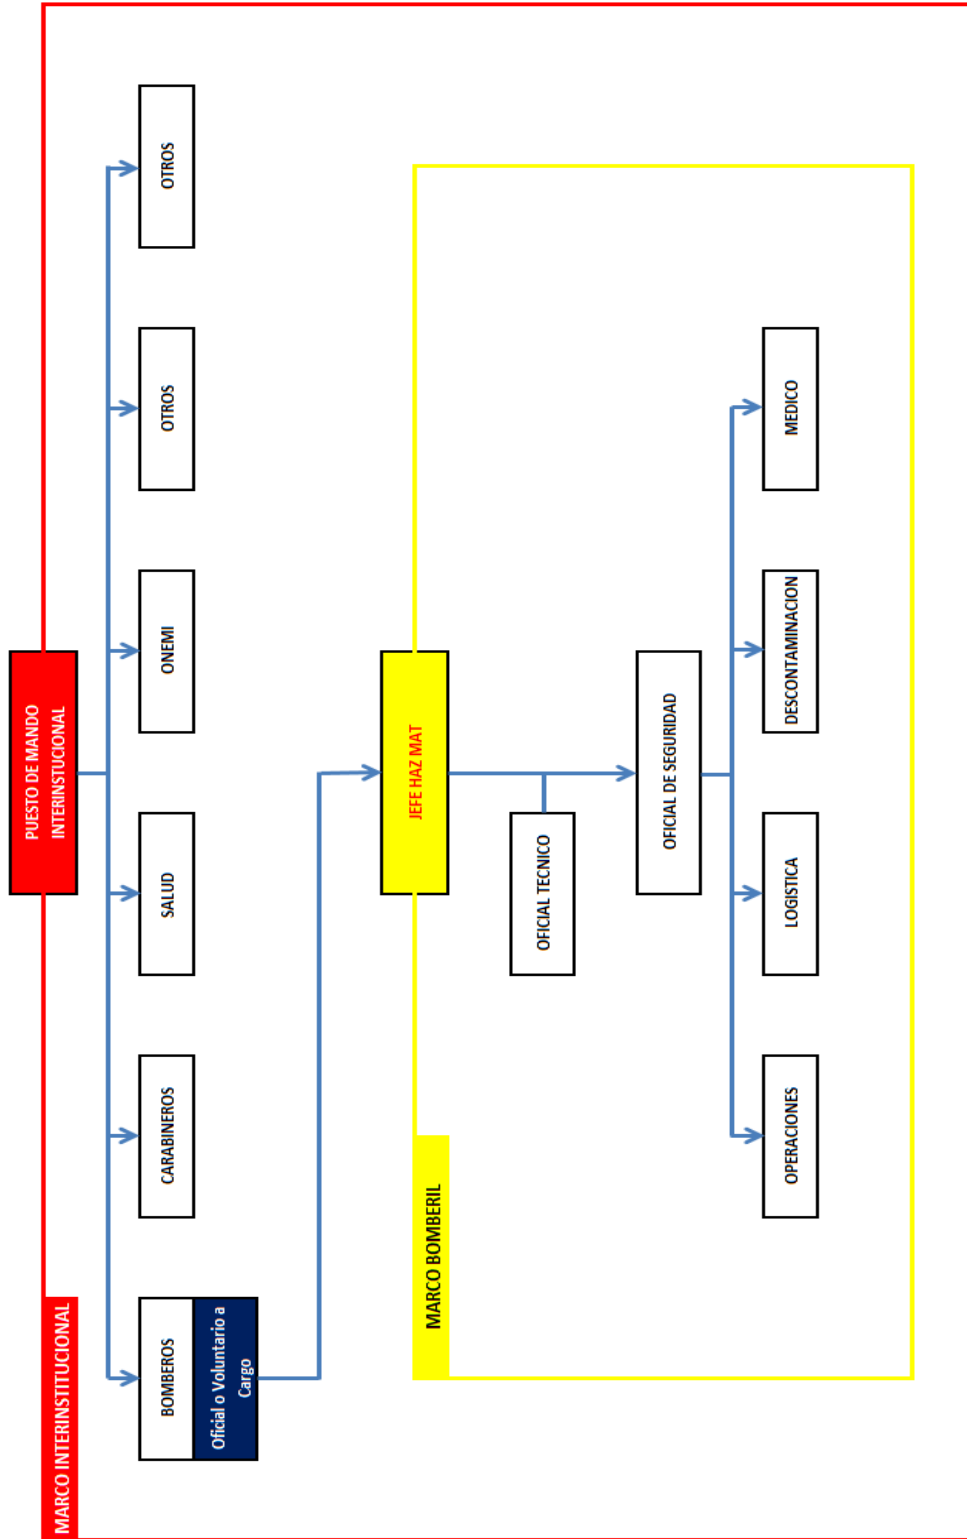 MARCO INTERINSTITUCIONAL
PUESTO DE MANDO
INTERINSTUCIONAL
BOMBEROS
Oficial o Voluntario a
Cargo
CARABINEROS
SALUD
ONEMI
OTROS
OTROS
MARCO BOMBERIL
JEFE HAZ MAT
OFICIAL TECNICO
OFICIAL DE SEGURIDAD
OPERACIONES
LOGISTICA
DESCONTAMINACION
MEDICO